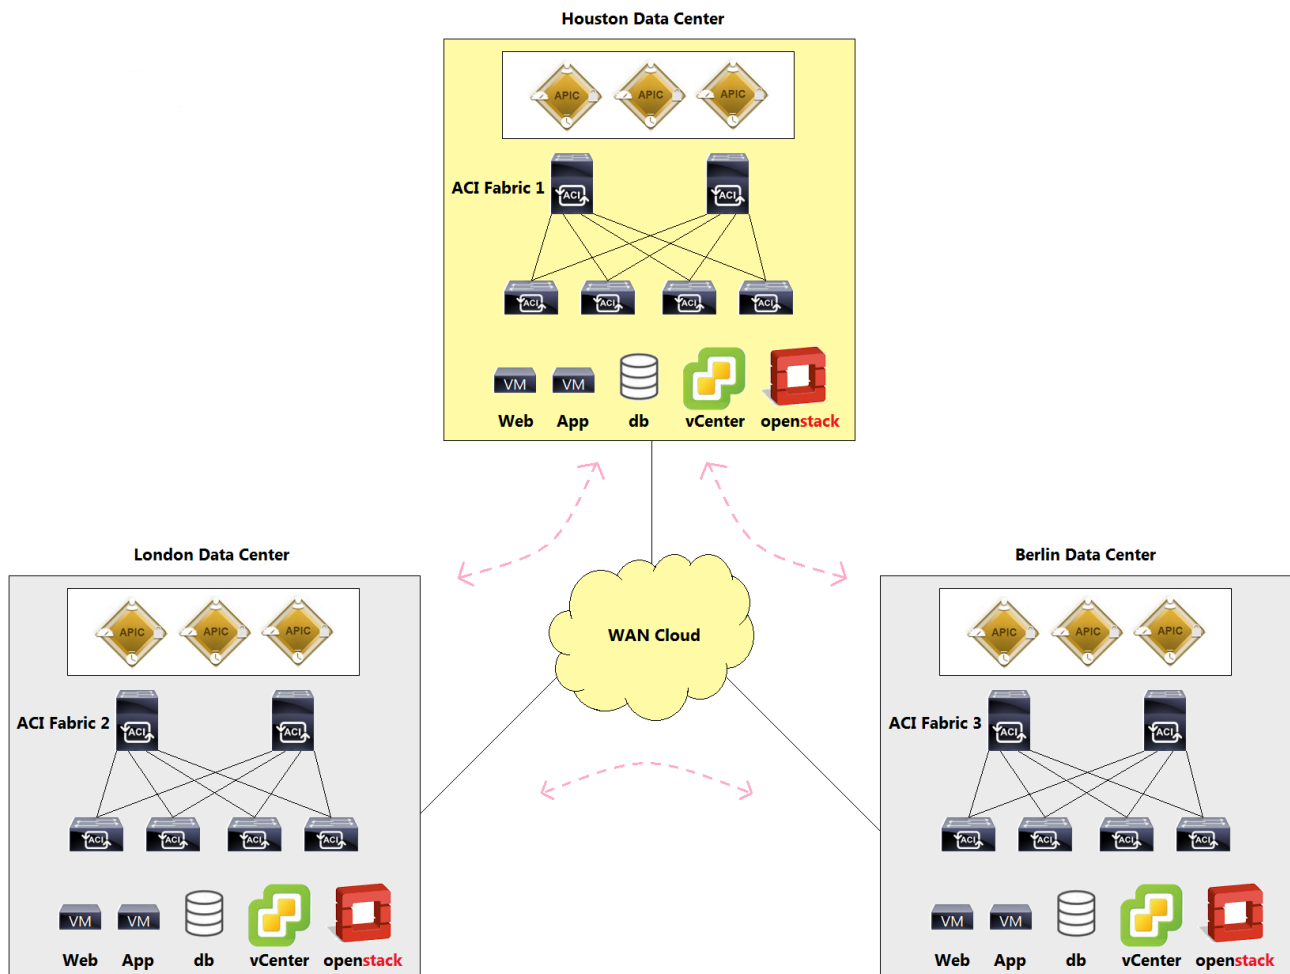 Houston Data Center
APIC APIC APIC
ACI Fabric 1
ACI ACI
ACI ACI ACI ACI
VM VM
Web App db vCenter openstack
London Data Center
Berlin Data Center
APIC APIC APIC
APIC APIC APIC
WAN Cloud
ACI Fabric 2
ACI ACI
ACI Fabric 3
ACI ACI
ACI ACI ACI ACI
ACI ACI ACI ACI
VM VM
VM VM
Web App db vCenter openstack
Web App db vCenter openstack